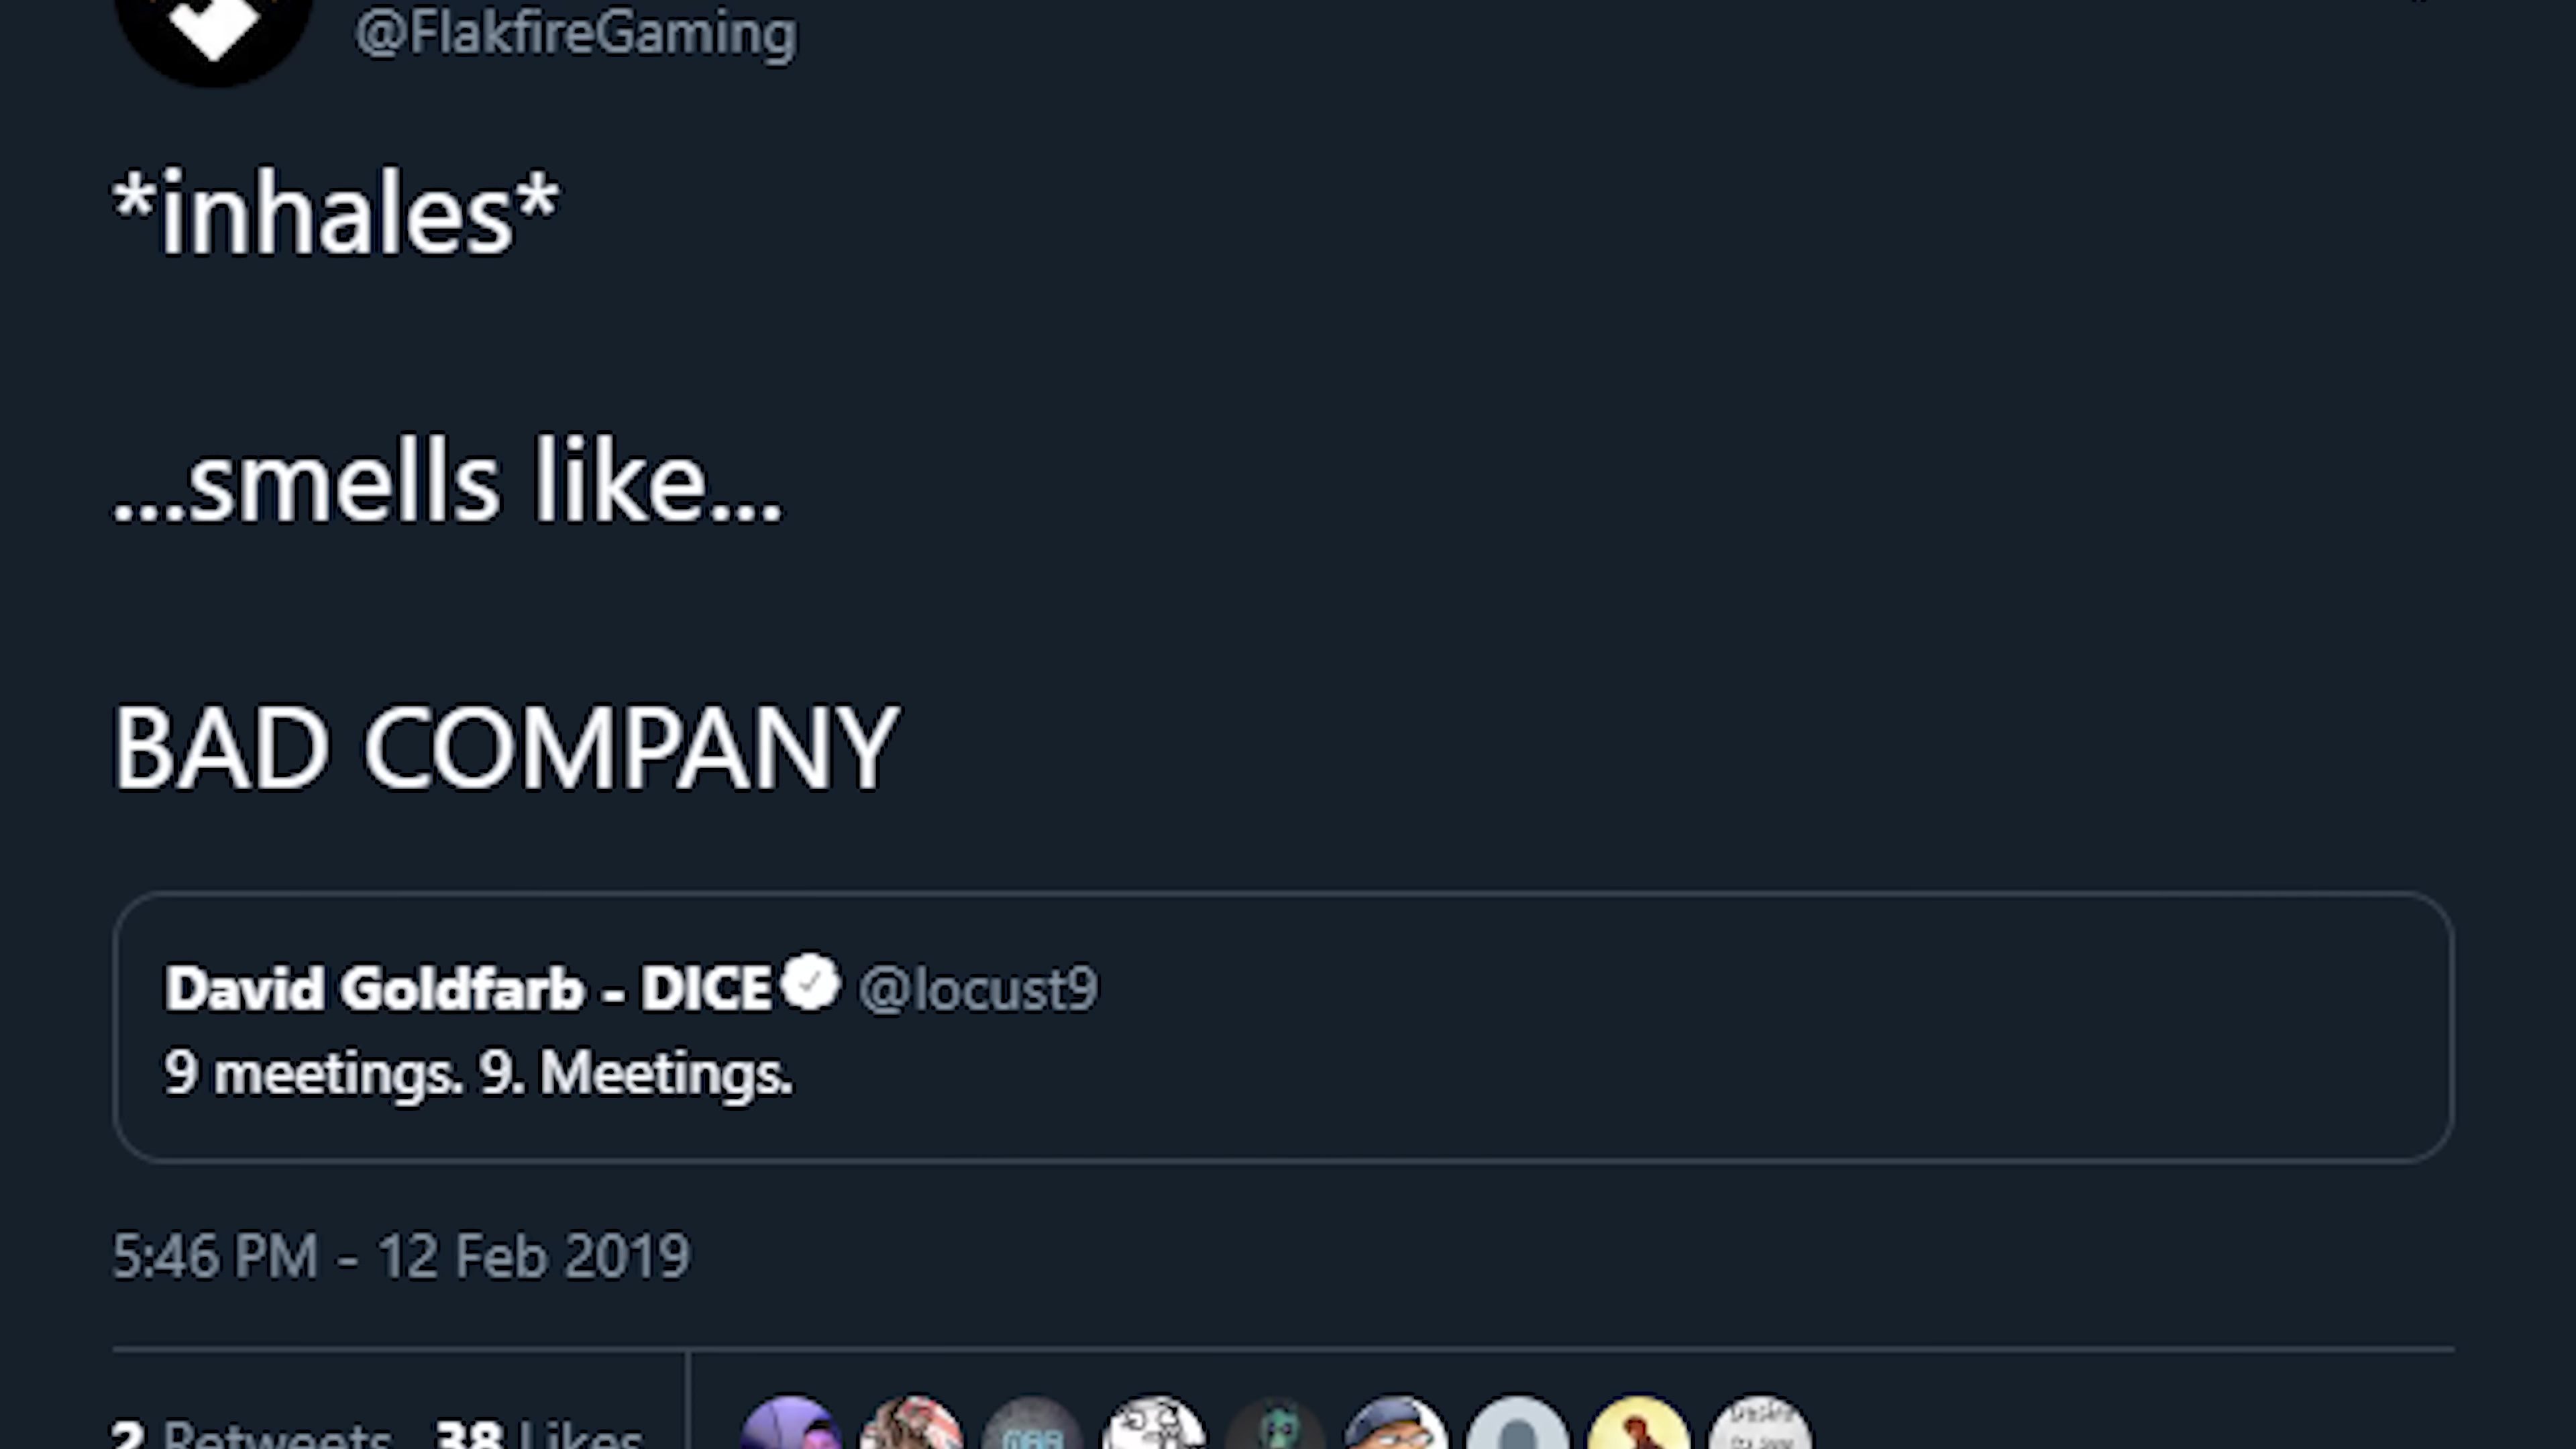 @FlakfireGaming
*inhales*
...smells like...
BAD COMPANY
David Goldfarb - DICE @locust9
9 meetings. 9. Meetings.
5:46 PM - 12 Feb 2019
2 Retweets 38 Likes